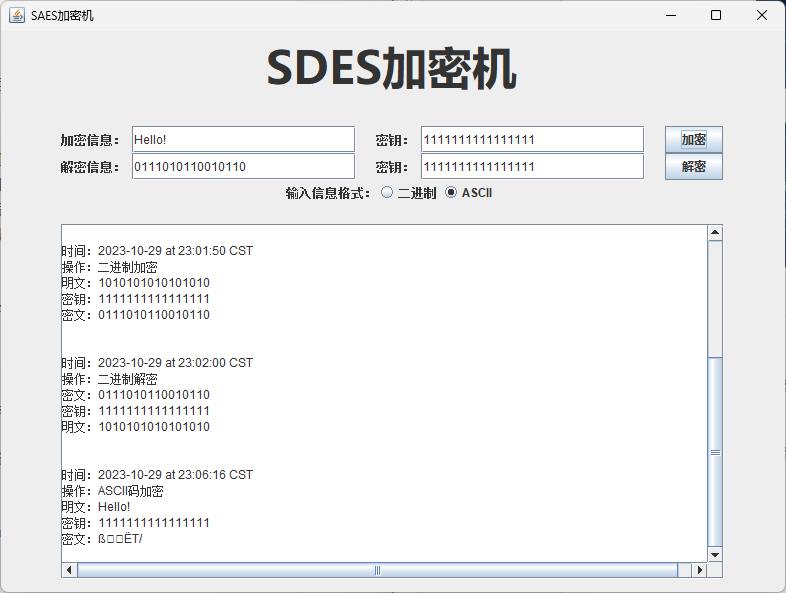 SAES加密机
SDES加密机
加密信息： Hello! 密钥： 1111111111111111 加密
解密信息： 0111010110010110 密钥： 1111111111111111 解密
输入信息格式： 二进制 ASCII
时间：2023-10-29 at 23:01:50 CST
操作：二进制加密
明文：1010101010101010
密钥：1111111111111111
密文：0111010110010110
时间：2023-10-29 at 23:02:00 CST
操作：二进制解密
密文：0111010110010110
密钥：1111111111111111
明文：1010101010101010
时间：2023-10-29 at 23:06:16 CST
操作：ASCII码加密
明文：Hello!
密钥：1111111111111111
密文：ß□□ËT/